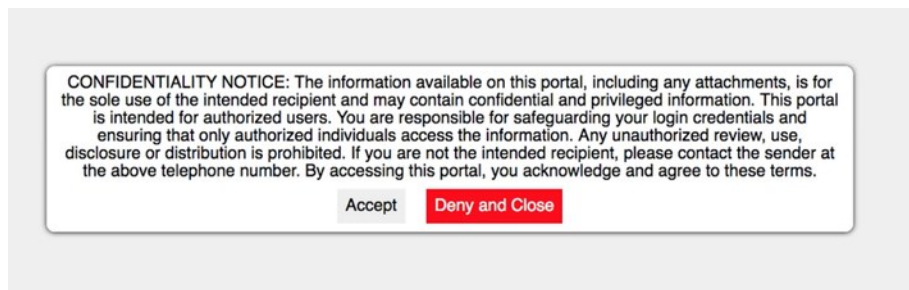 CONFIDENTIALITY NOTICE: The information available on this portal, including any attachments, is for
the sole use of the intended recipient and may contain confidential and privileged information. This portal
is intended for authorized users. You are responsible for safeguarding your login credentials and
ensuring that only authorized individuals access the information. Any unauthorized review, use,
disclosure or distribution is prohibited. If you are not the intended recipient, please contact the sender at
the above telephone number. By accessing this portal, you acknowledge and agree to these terms.
Accept Deny and Close